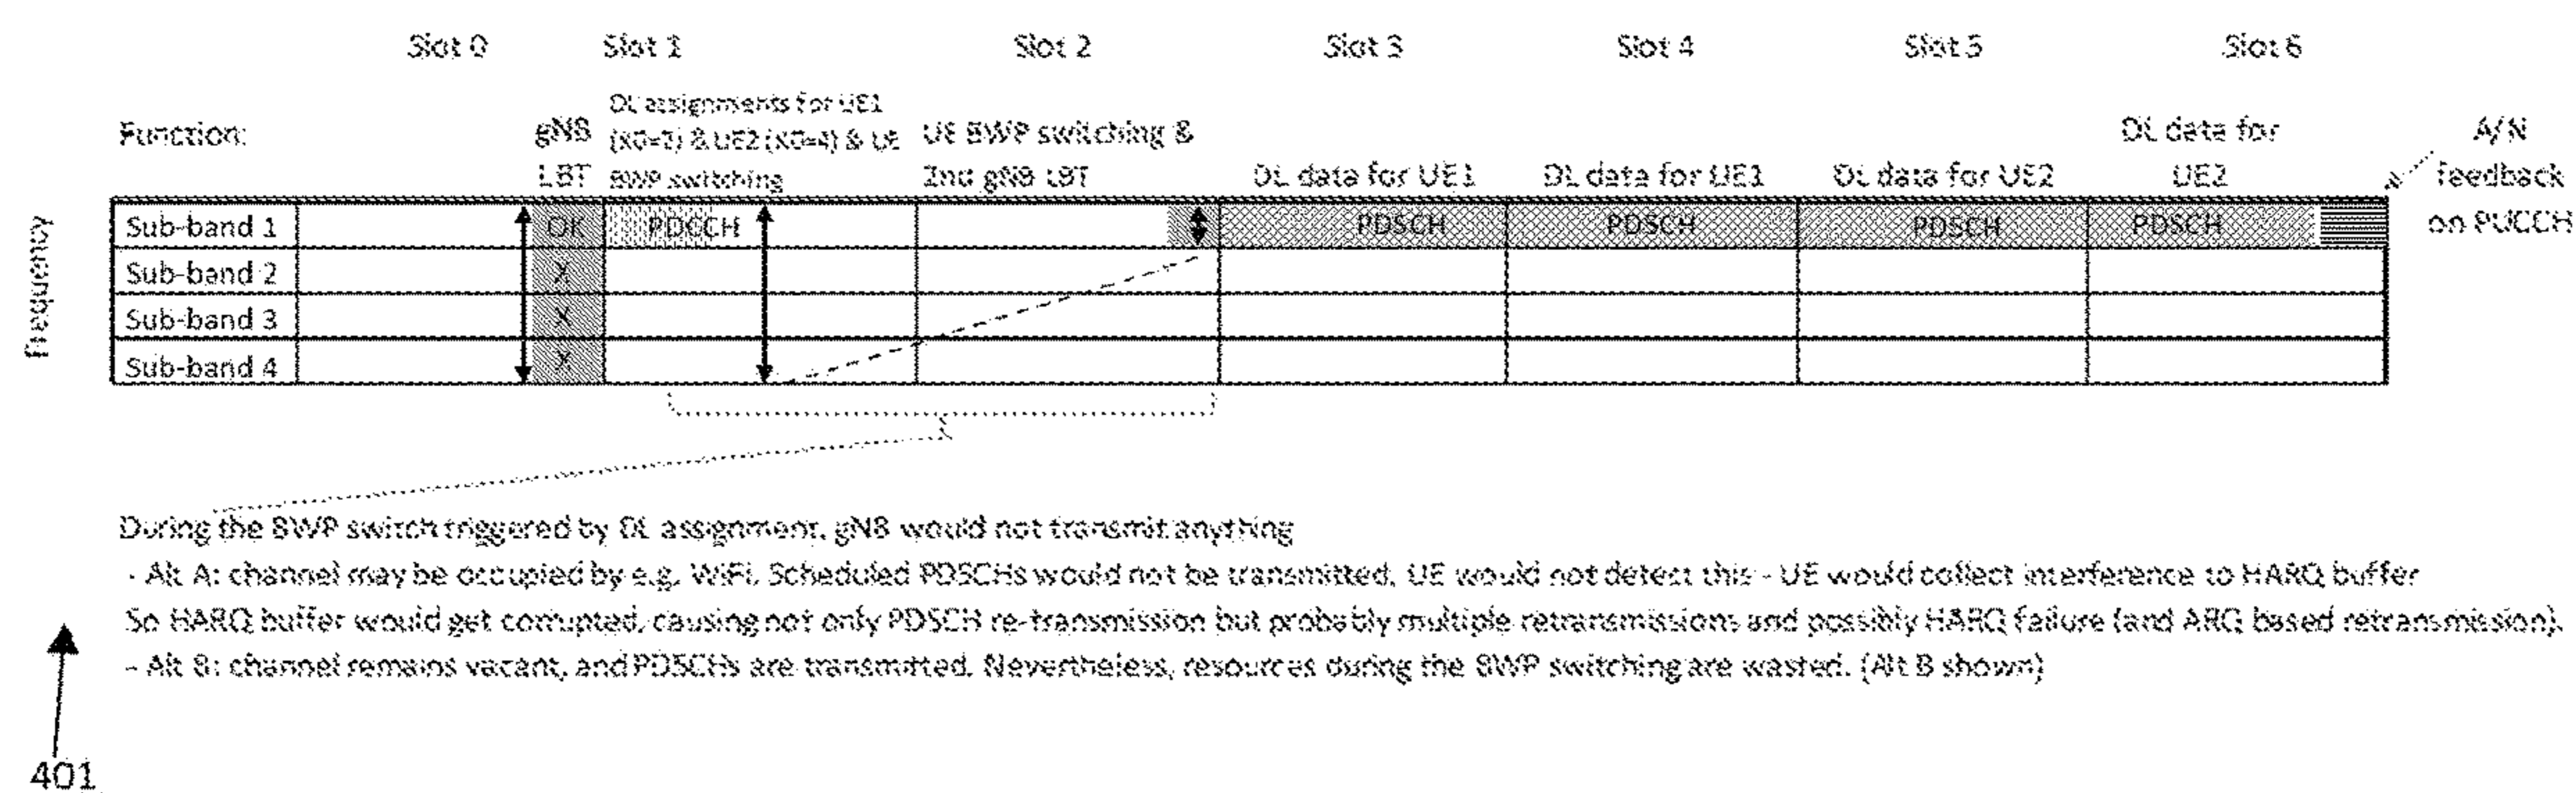 Slot 0 Slot 1 Slot 2 Slot 3 Slot 4 Slot 5 Slot 6
Function:
gNB
LBT
DL assignments for UE1
(K0=2) & UE2 (K0=4) & UE
BWP switching
UE BWP switching &
2nd gNB LBT
DL data for UE1
DL data for UE1
DL data for UE2
DL data for
UE2
A/N
feedback
on PUCCH
Frequency
Sub-band 1 OK PDCCH PDSCH PDSCH PDSCH PDSCH
Sub-band 2 X
Sub-band 3 X
Sub-band 4 X
During the BWP switch triggered by DL assignment, gNB would not transmit anything
- Alt A: channel may be occupied by e.g. WiFi. Scheduled PDSCHs would not be transmitted. UE would not detect this - UE would collect interference to HARQ buffer
So HARQ buffer would get corrupted, causing not only PDSCH re-transmission but probably multiple retransmissions and possibly HARQ failure (and ARQ based retransmission).
- Alt B: channel remains vacant, and PDSCHs are transmitted. Nevertheless, resources during the BWP switching are wasted. (Alt B shown)
401